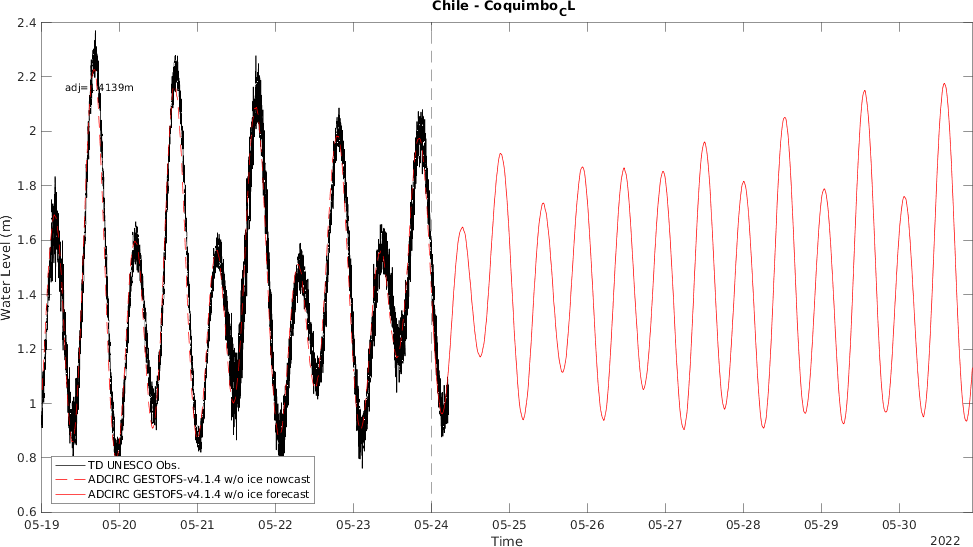 Chile - Coquimbo_CL
2.4
2.2
2
1.8
1.6
1.4
1.2
1
0.8
0.6
Water Level (m)
adj=1.4139m
TD UNESCO Obs.
ADCIRC GESTOFS-v4.1.4 w/o ice nowcast
ADCIRC GESTOFS-v4.1.4 w/o ice forecast
05-19 05-20 05-21 05-22 05-23 05-24 05-25 05-26 05-27 05-28 05-29 05-30
Time
2022